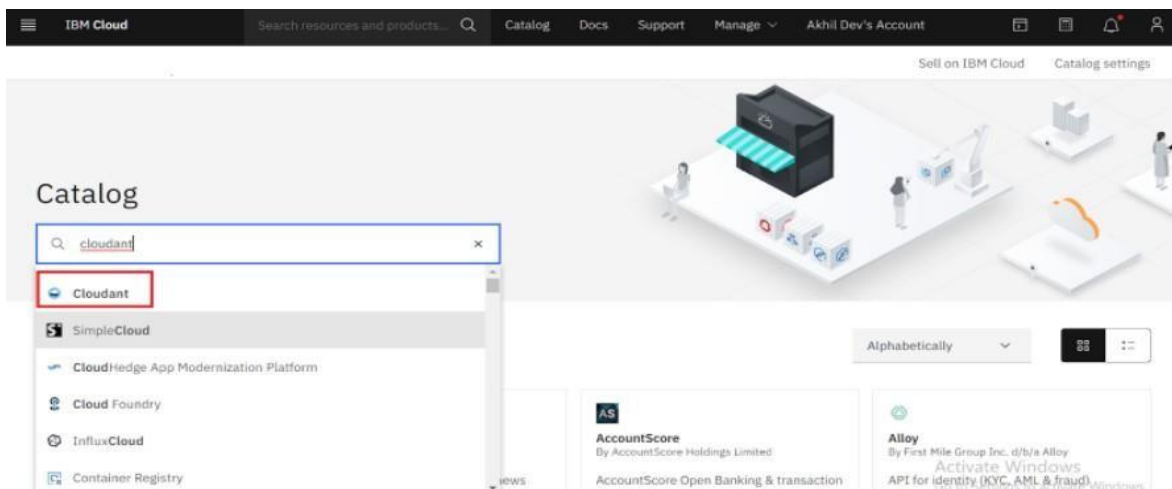 IBM Cloud
Search resources and products...
Catalog
Docs
Support
Manage
Akhil Dev's Account
Sell on IBM Cloud
Catalog settings
Catalog
cloudant
Cloudant
SimpleCloud
CloudHedge App Modernization Platform
Cloud Foundry
InfluxCloud
Container Registry
Alphabetically
AS
AccountScore
By AccountScore Holdings Limited
AccountScore Open Banking & transaction
Alloy
By First Mile Group Inc. d/b/a Alloy
API for identity (KYC, AML & fraud)
Activate Windows